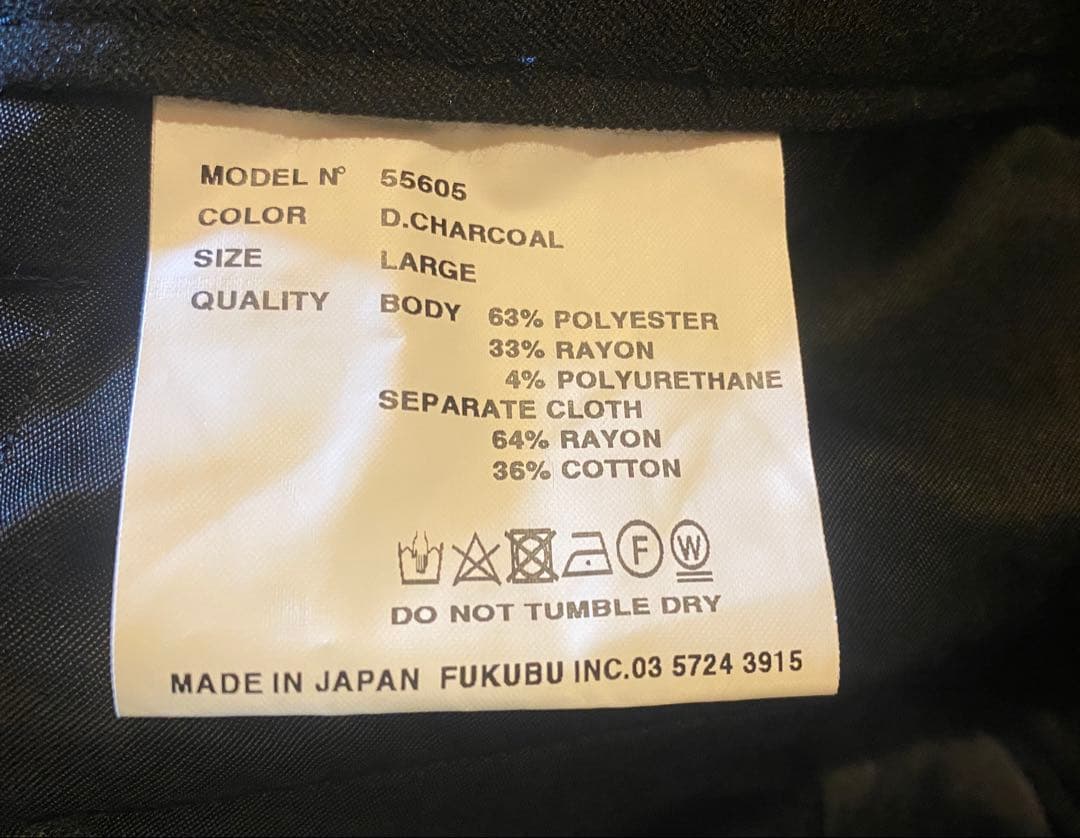 MODEL Nº 55605
COLOR D.CHARCOAL
SIZE LARGE
QUALITY BODY 63% POLYESTER
33% RAYON
4% POLYURETHANE
SEPARATE CLOTH
64% RAYON
36% COTTON
F W
DO NOT TUMBLE DRY
MADE IN JAPAN FUKUBU INC.03 5724 3915